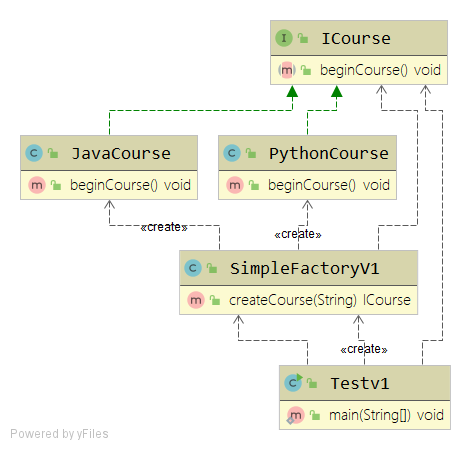 I ICourse
m beginCourse() void
C JavaCourse
m beginCourse() void
C PythonCourse
m beginCourse() void
«create»
«create»
C SimpleFactoryV1
m createCourse(String) ICourse
«create»
C Testv1
m main(String[]) void
Powered by yFiles